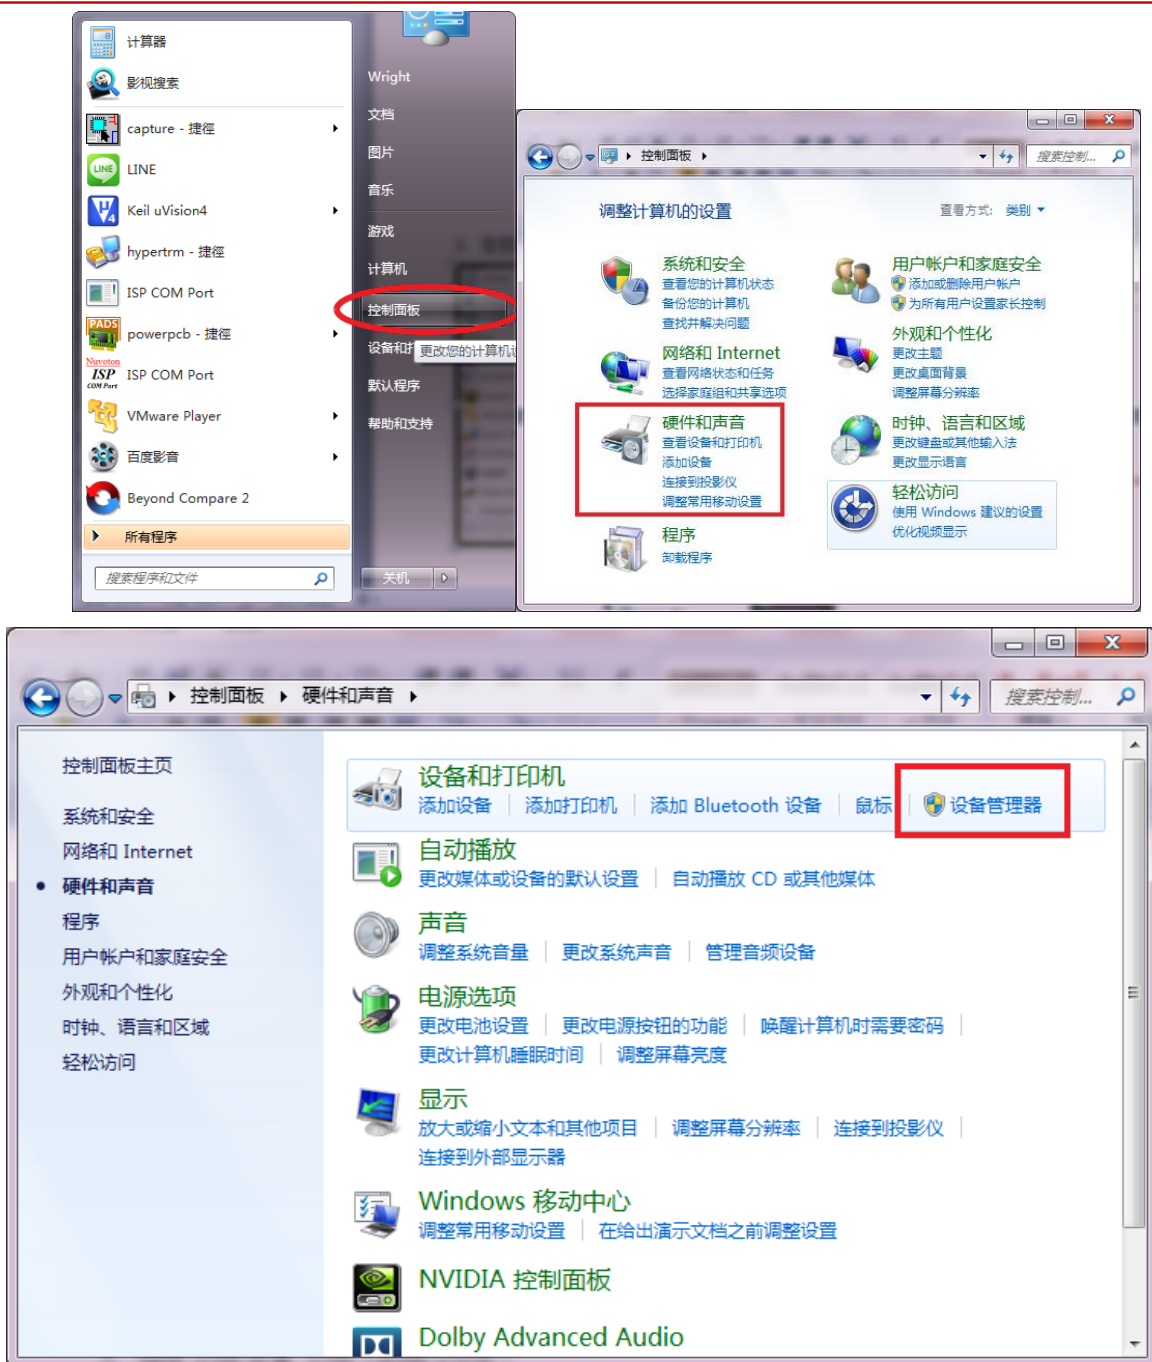 计算器
影视搜索
capture - 捷徑
LINE
LINE
Keil uVision4
hypertrm - 捷徑
ISP COM Port
PADS
powerpcb - 捷徑
Nuvoton
ISP
COM Port
ISP COM Port
VMware Player
百度影音
Beyond Compare 2
所有程序
搜索程序和文件
Wright
文档
图片
音乐
游戏
计算机
控制面板
设备和打
更改您的计算机
默认程序
帮助和支持
关机
控制面板
搜索控制...
调整计算机的设置
查看方式: 类别
系统和安全
查看您的计算机状态
备份您的计算机
查找并解决问题
网络和 Internet
查看网络状态和任务
选择家庭组和共享选项
硬件和声音
查看设备和打印机
添加设备
连接到投影仪
调整常用移动设置
程序
卸载程序
用户帐户和家庭安全
添加或删除用户帐户
为所有用户设置家长控制
外观和个性化
更改主题
更改桌面背景
调整屏幕分辨率
时钟、语言和区域
更改键盘或其他输入法
更改显示语言
轻松访问
使用 Windows 建议的设置
优化视频显示
控制面板 硬件和声音
搜索控制...
控制面板主页
系统和安全
网络和 Internet
硬件和声音
程序
用户帐户和家庭安全
外观和个性化
时钟、语言和区域
轻松访问
设备和打印机
添加设备 添加打印机 添加 Bluetooth 设备 鼠标 设备管理器
自动播放
更改媒体或设备的默认设置 自动播放 CD 或其他媒体
声音
调整系统音量 更改系统声音 管理音频设备
电源选项
更改电池设置 更改电源按钮的功能 唤醒计算机时需要密码
更改计算机睡眠时间 调整屏幕亮度
显示
放大或缩小文本和其他项目 调整屏幕分辨率 连接到投影仪
连接到外部显示器
Windows 移动中心
调整常用移动设置 在给出演示文档之前调整设置
NVIDIA 控制面板
Dolby Advanced Audio